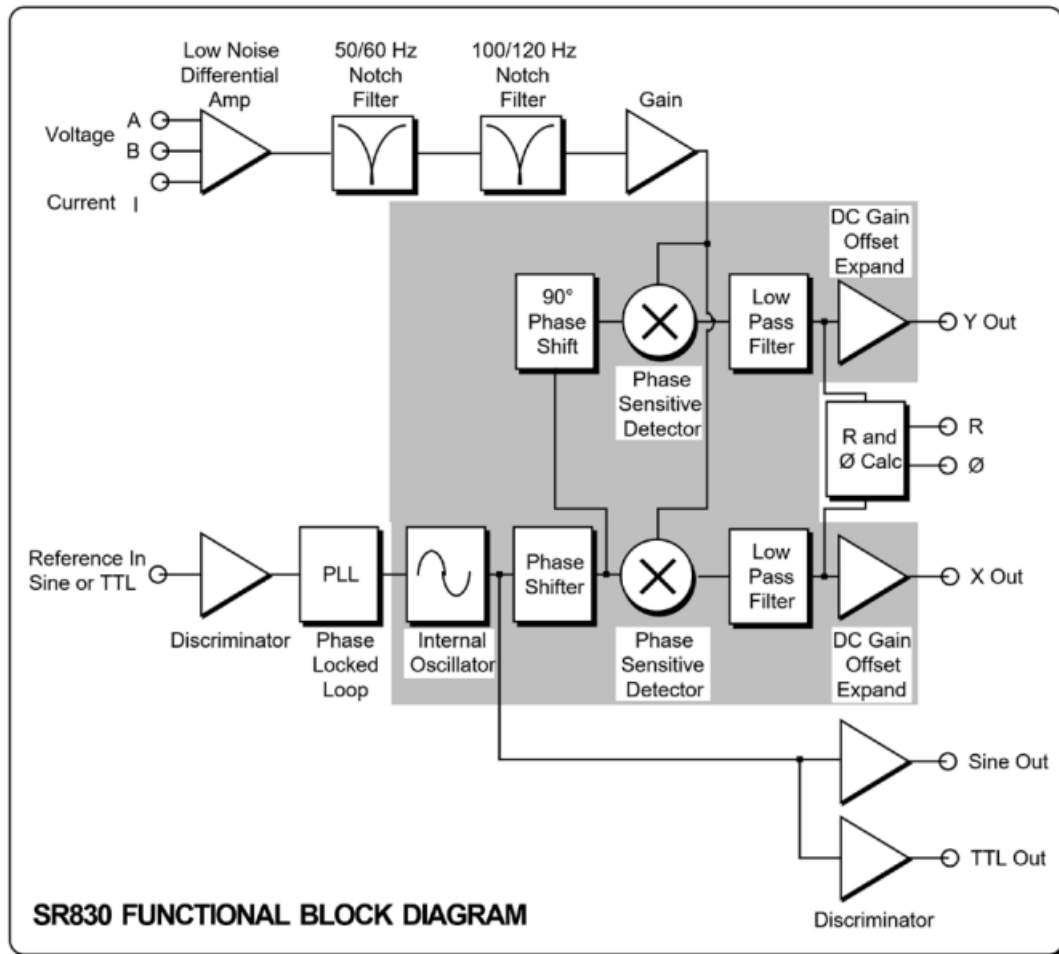 Low Noise
Differential
Amp
50/60 Hz
Notch
Filter
100/120 Hz
Notch
Filter
Gain
Voltage
A
B
Current
I
DC Gain
Offset
Expand
90°
Phase
Shift
Low
Pass
Filter
Y Out
Phase
Sensitive
Detector
R and
Ø Calc
R
Ø
Reference In
Sine or TTL
PLL
Phase
Shifter
Low
Pass
Filter
X Out
Discriminator
Phase
Locked
Loop
Internal
Oscillator
Phase
Sensitive
Detector
DC Gain
Offset
Expand
Sine Out
TTL Out
Discriminator
SR830 FUNCTIONAL BLOCK DIAGRAM